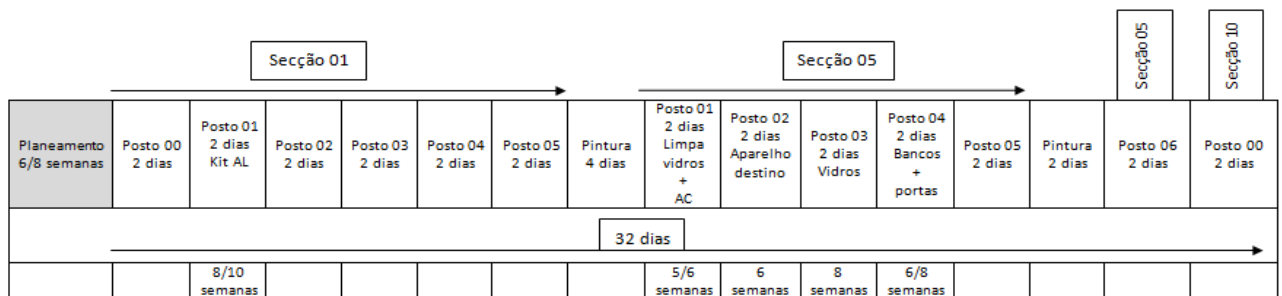 Secção 01
Secção 05
Secção 05
Secção 10
Planeamento
6/8 semanas
Posto 00
2 dias
Posto 01
2 dias
Kit AL
Posto 02
2 dias
Posto 03
2 dias
Posto 04
2 dias
Posto 05
2 dias
Pintura
4 dias
Posto 01
2 dias
Limpa
vidros
+
AC
Posto 02
2 dias
Aparelho
destino
Posto 03
2 dias
Vidros
Posto 04
2 dias
Bancos
+
portas
Posto 05
2 dias
Pintura
2 dias
Posto 06
2 dias
Posto 00
2 dias
32 dias
8/10
semanas
5/6
semanas
6
semanas
8
semanas
6/8
semanas